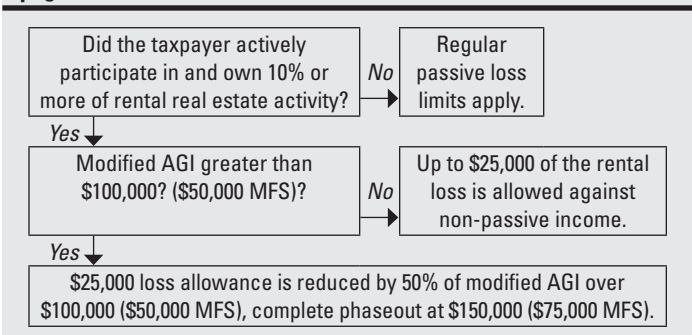 Did the taxpayer actively
participate in and own 10% or
more of rental real estate activity?
No
Regular
passive loss
limits apply.
Yes
Modified AGI greater than
$100,000? ($50,000 MFS)?
No
Up to $25,000 of the rental
loss is allowed against
non-passive income.
Yes
$25,000 loss allowance is reduced by 50% of modified AGI over
$100,000 ($50,000 MFS), complete phaseout at $150,000 ($75,000 MFS).